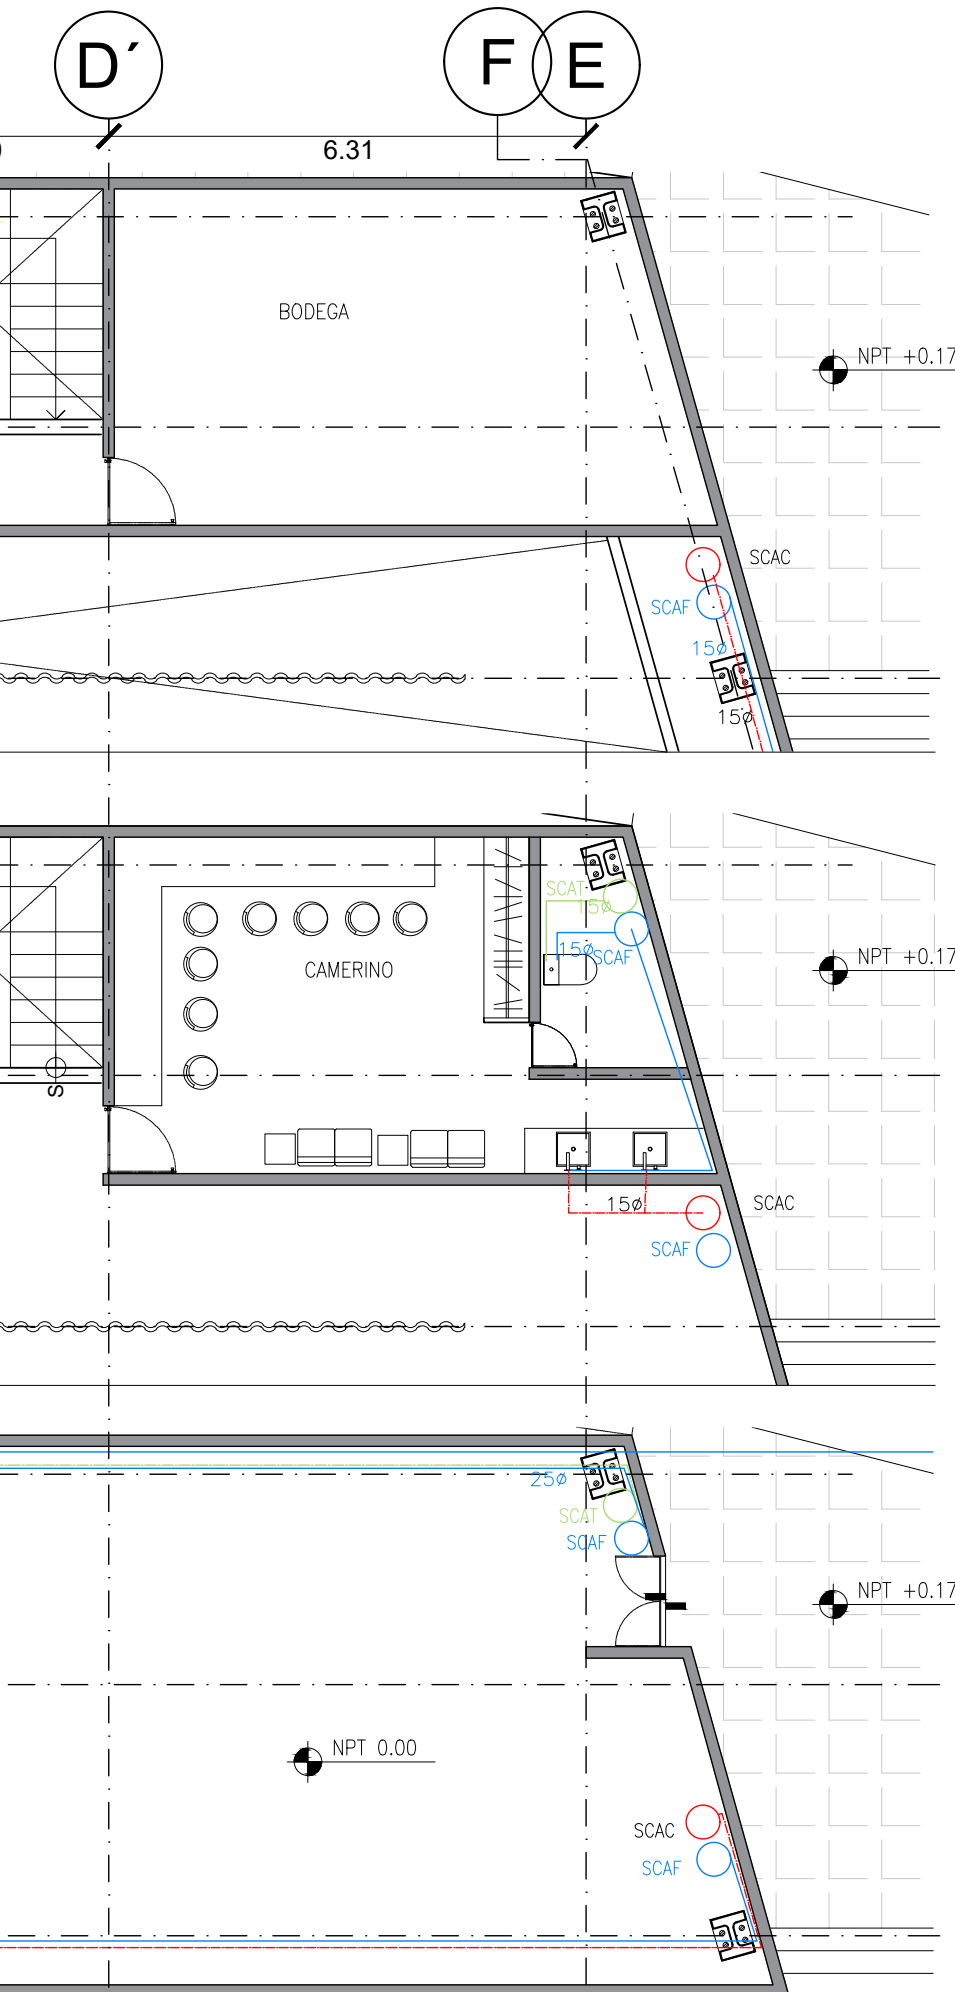 D´
F
E
6.31
BODEGA
NPT +0.17
SCAC
SCAF
15ø
15ø
SCAT
15ø
15ø
SCAF
CAMERINO
NPT +0.17
S
15ø
SCAC
SCAF
25ø
SCAT
SCAF
NPT +0.17
NPT 0.00
SCAC
SCAF